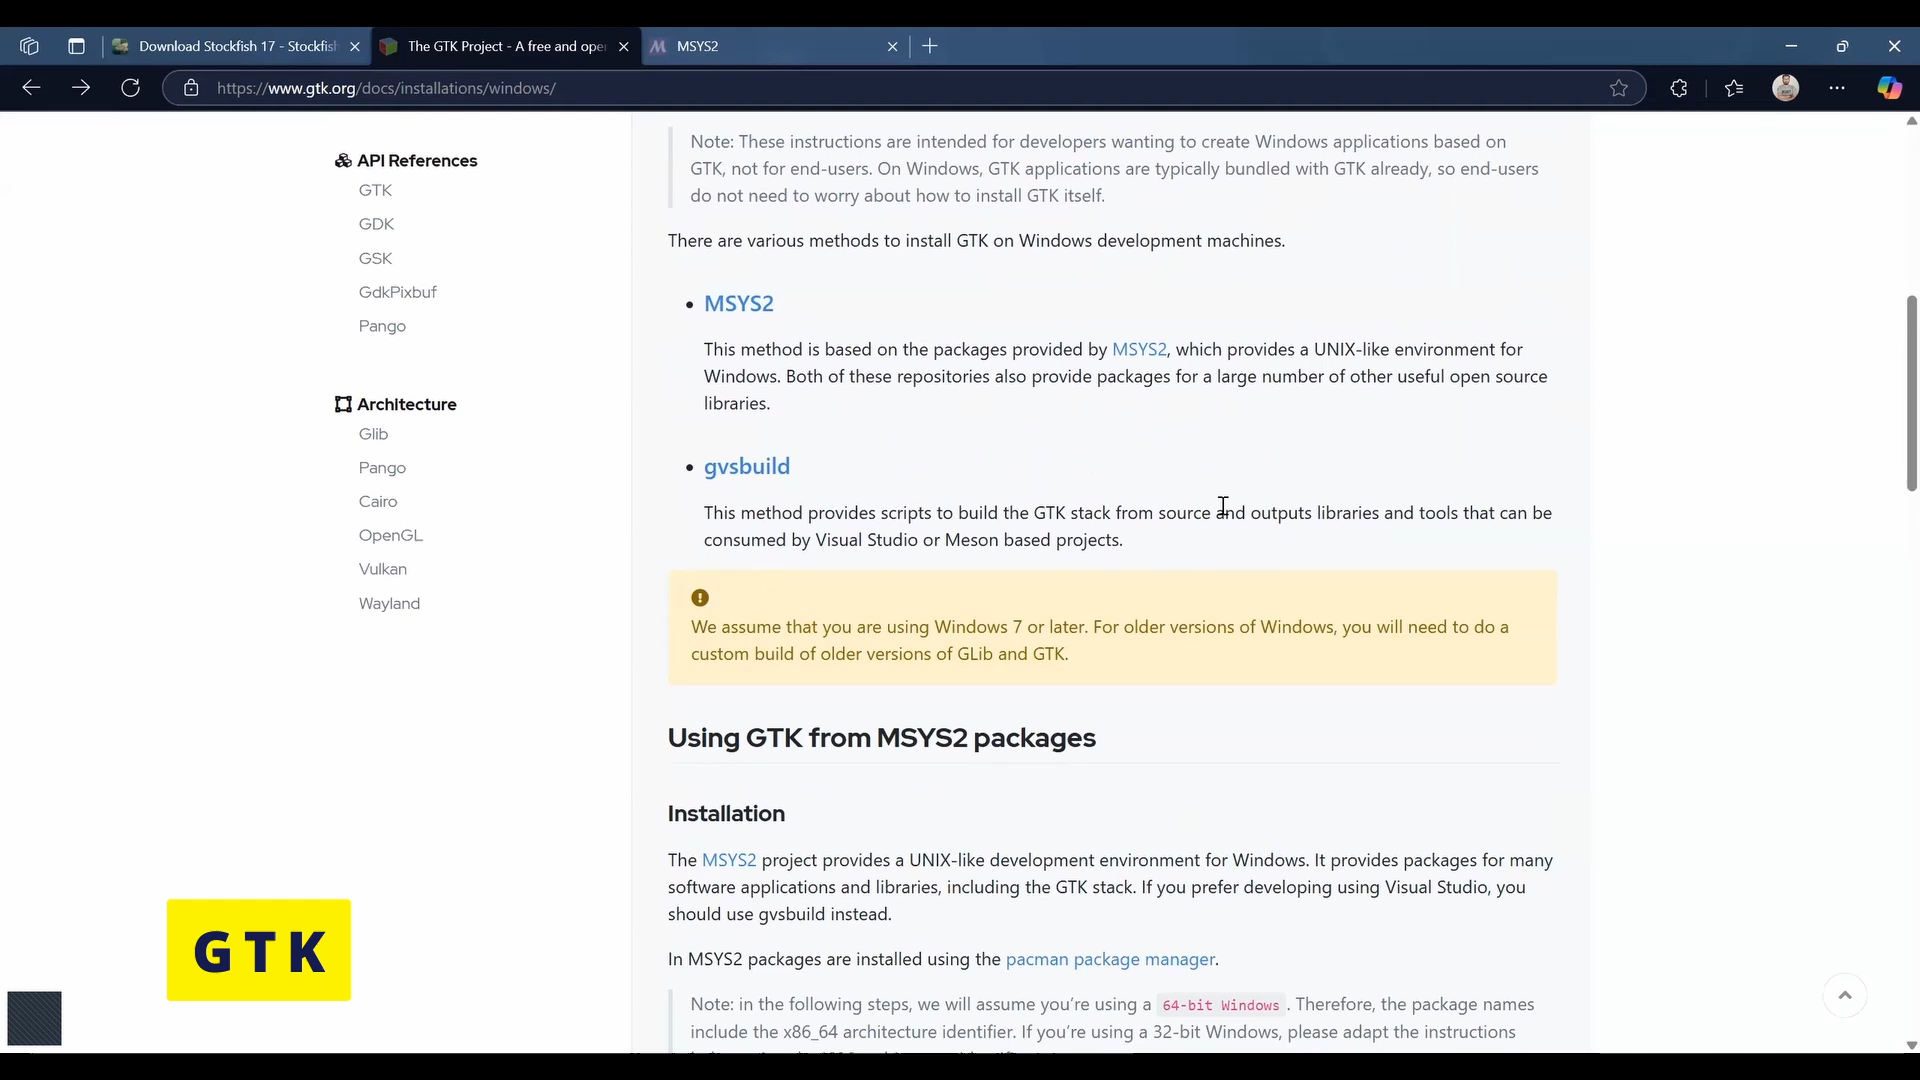 Download Stockfish 17 - Stockfis
The GTK Project - A free and ope
MSYS2
https://www.gtk.org/docs/installations/windows/
API References
GTK
GDK
GSK
GdkPixbuf
Pango
Architecture
Glib
Pango
Cairo
OpenGL
Vulkan
Wayland
Note: These instructions are intended for developers wanting to create Windows applications based on
GTK, not for end-users. On Windows, GTK applications are typically bundled with GTK already, so end-users
do not need to worry about how to install GTK itself.
There are various methods to install GTK on Windows development machines.
MSYS2
This method is based on the packages provided by MSYS2, which provides a UNIX-like environment for
Windows. Both of these repositories also provide packages for a large number of other useful open source
libraries.
gvsbuild
This method provides scripts to build the GTK stack from source and outputs libraries and tools that can be
consumed by Visual Studio or Meson based projects.
We assume that you are using Windows 7 or later. For older versions of Windows, you will need to do a
custom build of older versions of GLib and GTK.
Using GTK from MSYS2 packages
Installation
The MSYS2 project provides a UNIX-like development environment for Windows. It provides packages for many
software applications and libraries, including the GTK stack. If you prefer developing using Visual Studio, you
should use gvsbuild instead.
In MSYS2 packages are installed using the pacman package manager.
Note: in the following steps, we will assume you're using a 64-bit Windows. Therefore, the package names
include the x86_64 architecture identifier. If you're using a 32-bit Windows, please adapt the instructions
GTK